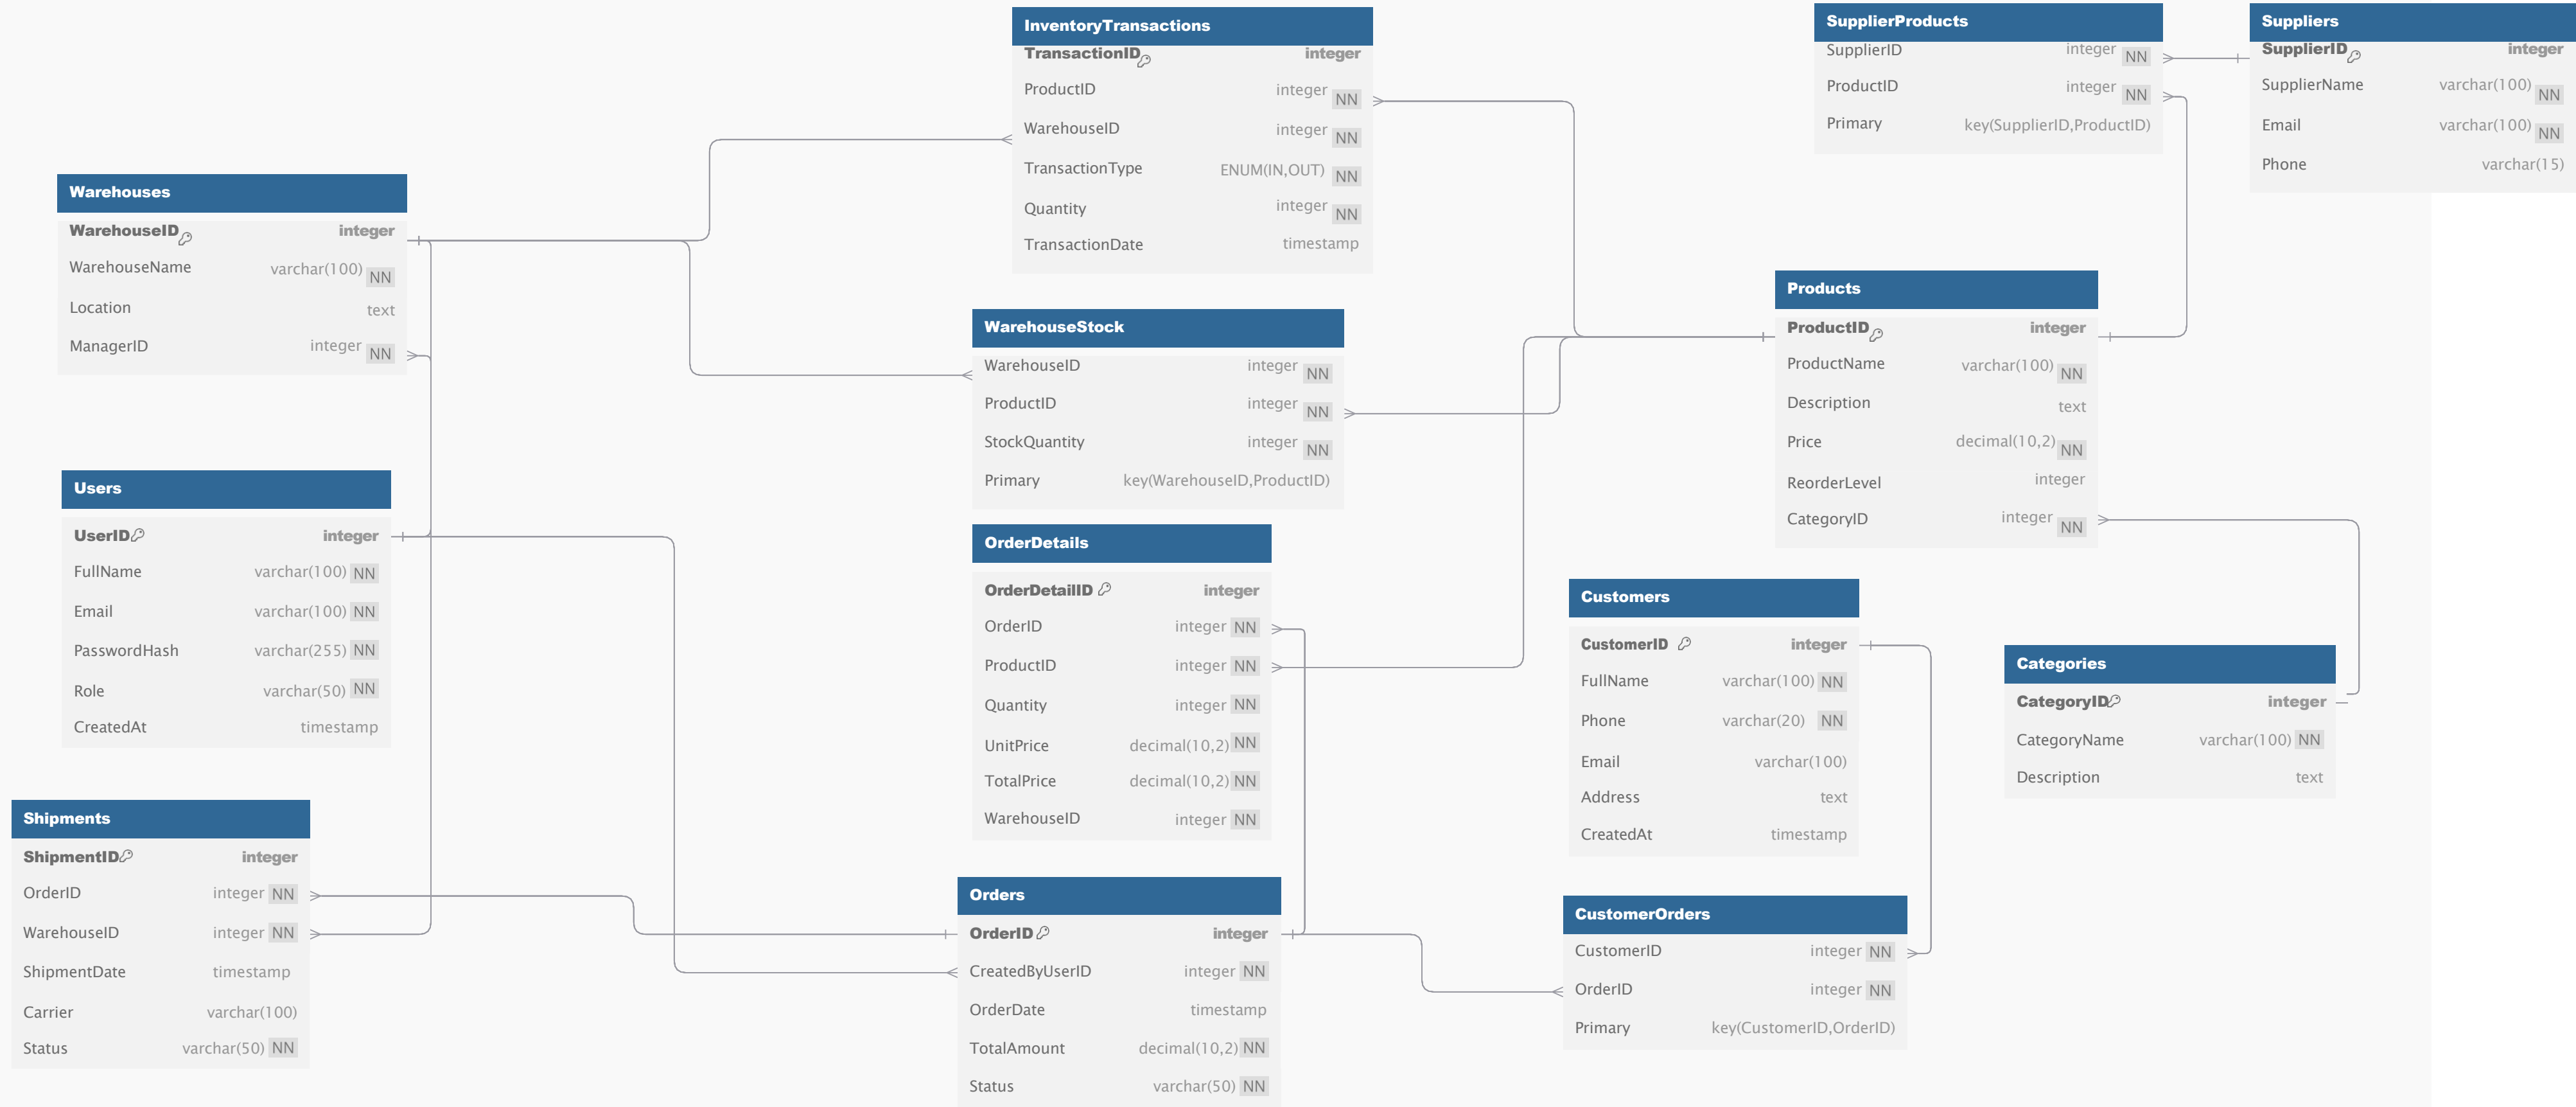 InventoryTransactions
TransactionID integer
ProductID integer NN
WarehouseID integer NN
TransactionType ENUM(IN,OUT) NN
Quantity integer NN
TransactionDate timestamp
SupplierProducts
SupplierID integer NN
ProductID integer NN
Primary key(SupplierID,ProductID)
Suppliers
SupplierID integer
SupplierName varchar(100) NN
Email varchar(100) NN
Phone varchar(15)
Warehouses
WarehouseID integer
WarehouseName varchar(100) NN
Location text
ManagerID integer NN
WarehouseStock
WarehouseID integer NN
ProductID integer NN
StockQuantity integer NN
Primary key(WarehouseID,ProductID)
Products
ProductID integer
ProductName varchar(100) NN
Description text
Price decimal(10,2) NN
ReorderLevel integer
CategoryID integer NN
Users
UserID integer
FullName varchar(100) NN
Email varchar(100) NN
PasswordHash varchar(255) NN
Role varchar(50) NN
CreatedAt timestamp
OrderDetails
OrderDetailID integer
OrderID integer NN
ProductID integer NN
Quantity integer NN
UnitPrice decimal(10,2) NN
TotalPrice decimal(10,2) NN
WarehouseID integer NN
Customers
CustomerID integer
FullName varchar(100) NN
Phone varchar(20) NN
Email varchar(100)
Address text
CreatedAt timestamp
Categories
CategoryID integer
CategoryName varchar(100) NN
Description text
Shipments
ShipmentID integer
OrderID integer NN
WarehouseID integer NN
ShipmentDate timestamp
Carrier varchar(100)
Status varchar(50) NN
Orders
OrderID integer
CreatedByUserID integer NN
OrderDate timestamp
TotalAmount decimal(10,2) NN
Status varchar(50) NN
CustomerOrders
CustomerID integer NN
OrderID integer NN
Primary key(CustomerID,OrderID)